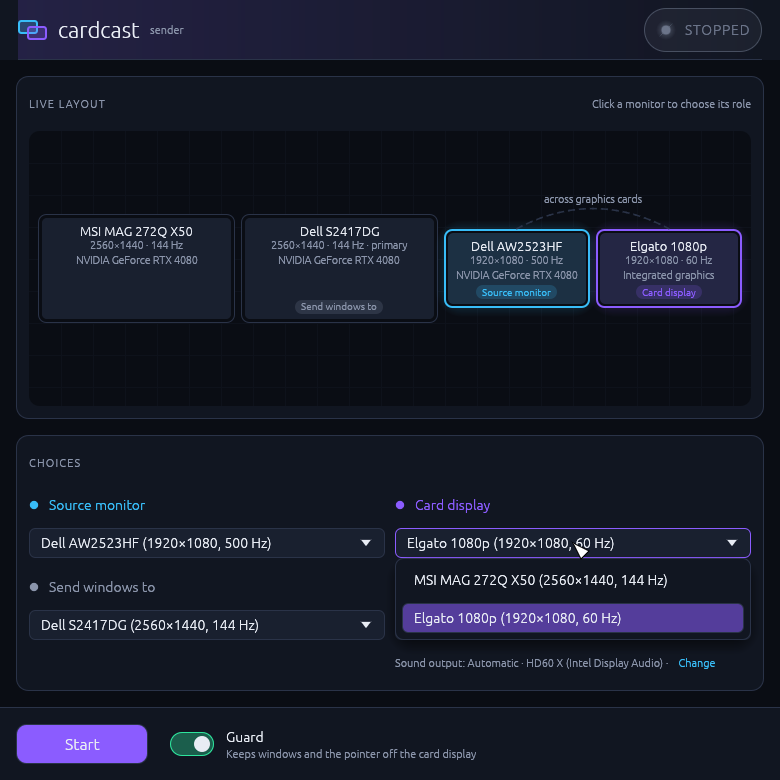 cardcast sender
STOPPED
LIVE LAYOUT
Click a monitor to choose its role
across graphics cards
MSI MAG 272Q X50
2560×1440 · 144 Hz
NVIDIA GeForce RTX 4080
Dell S2417DG
2560×1440 · 144 Hz · primary
NVIDIA GeForce RTX 4080
Send windows to
Dell AW2523HF
1920×1080 · 500 Hz
NVIDIA GeForce RTX 4080
Source monitor
Elgato 1080p
1920×1080 · 60 Hz
Integrated graphics
Card display
CHOICES
Source monitor
Dell AW2523HF (1920×1080, 500 Hz)
Send windows to
Dell S2417DG (2560×1440, 144 Hz)
Card display
Elgato 1080p (1920×1080, 60 Hz)
MSI MAG 272Q X50 (2560×1440, 144 Hz)
Elgato 1080p (1920×1080, 60 Hz)
Sound output: Automatic · HD60 X (Intel Display Audio) · Change
Start
Guard
Keeps windows and the pointer off the card display